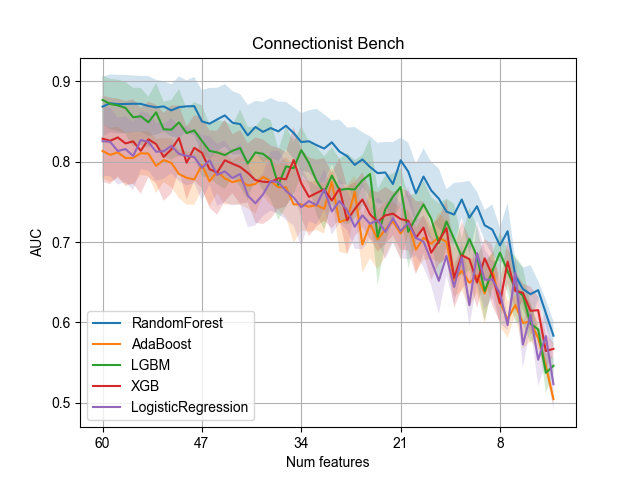 Connectionist Bench
AUC
0.9
0.8
0.7
0.6
0.5
RandomForest
AdaBoost
LGBM
XGB
LogisticRegression
60 47 34 21 8
Num features